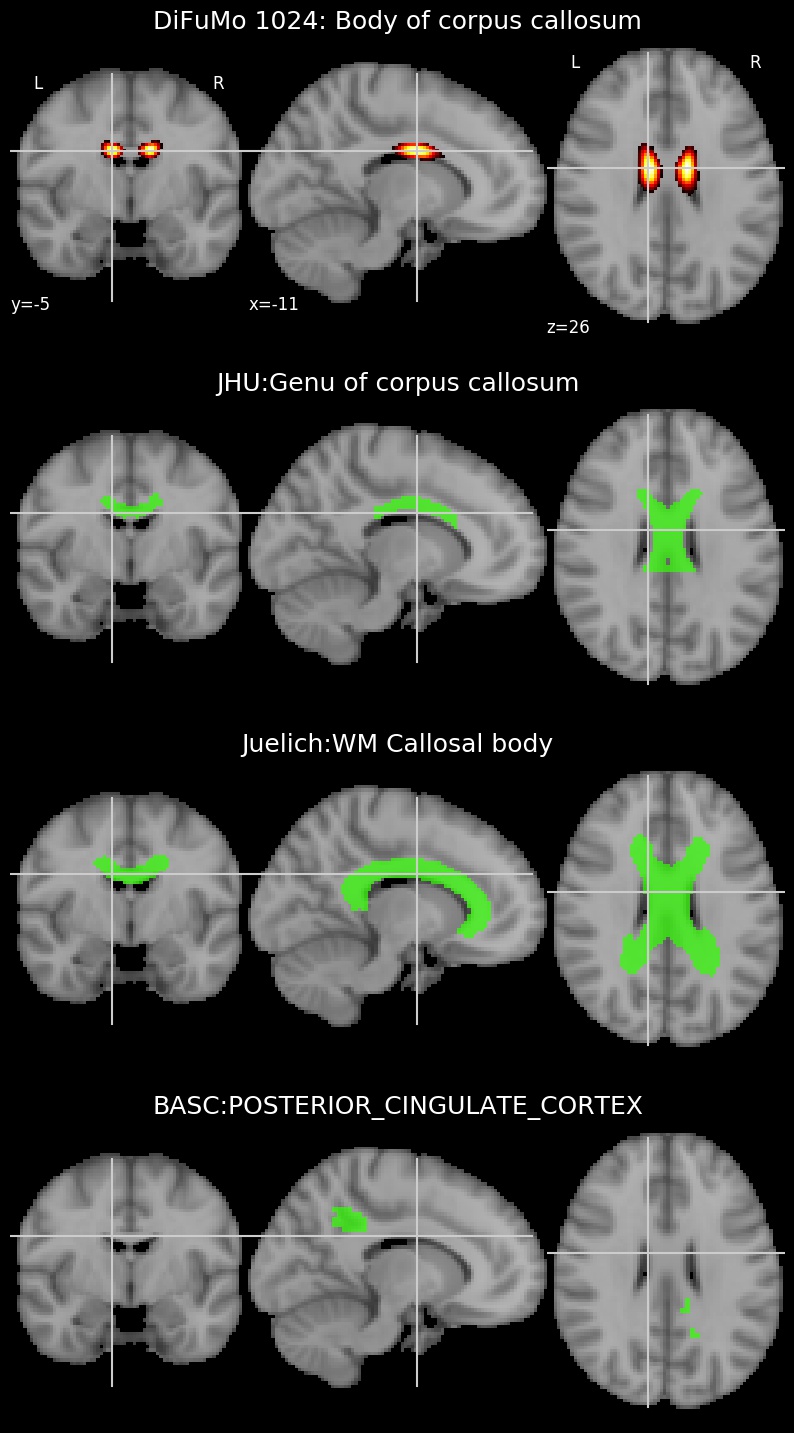 DiFuMo 1024: Body of corpus callosum
L R L R
y=-5 x=-11 z=26
JHU:Genu of corpus callosum
Juelich:WM Callosal body
BASC:POSTERIOR_CINGULATE_CORTEX